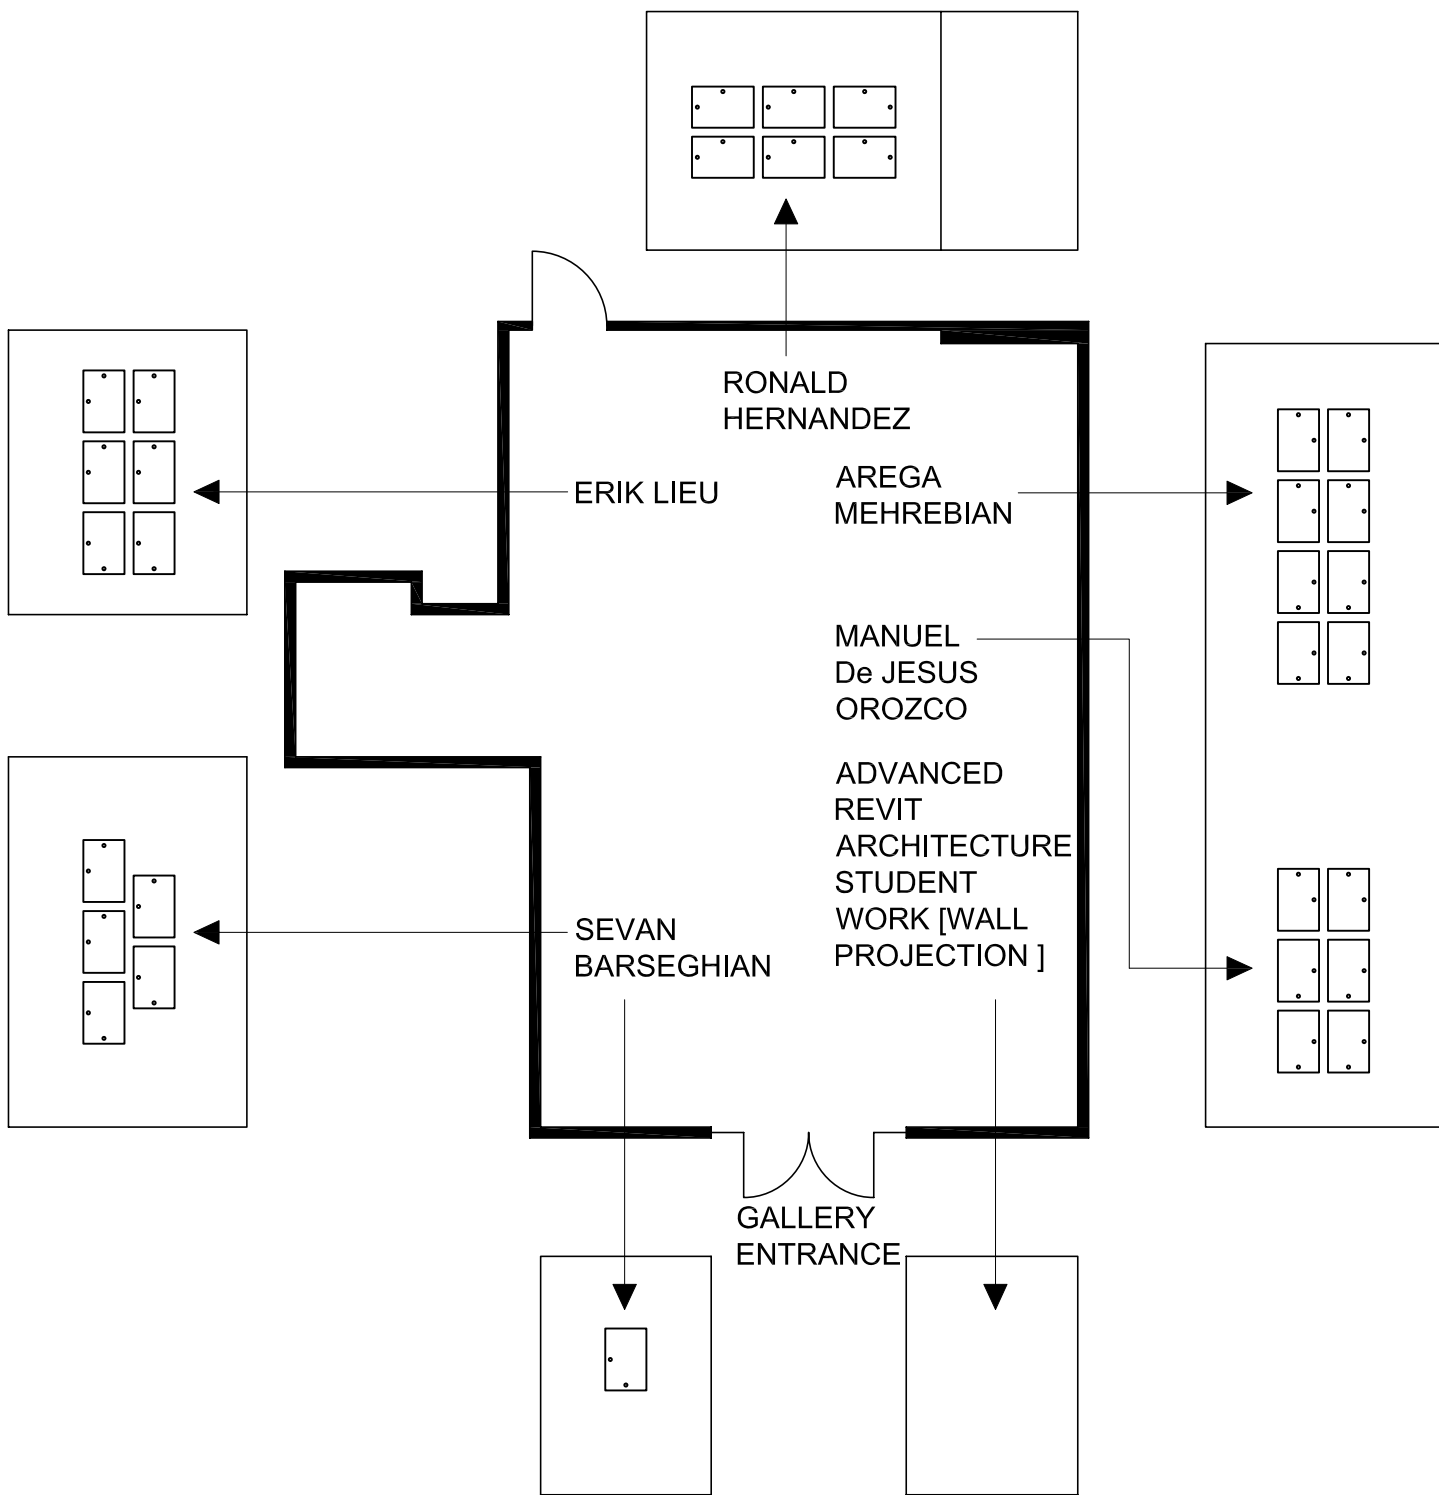 RONALD
HERNANDEZ
ERIK LIEU
AREGA
MEHREBIAN
MANUEL
De JESUS
OROZCO
ADVANCED
REVIT
ARCHITECTURE
STUDENT
WORK [WALL
PROJECTION ]
SEVAN
BARSEGHIAN
GALLERY
ENTRANCE